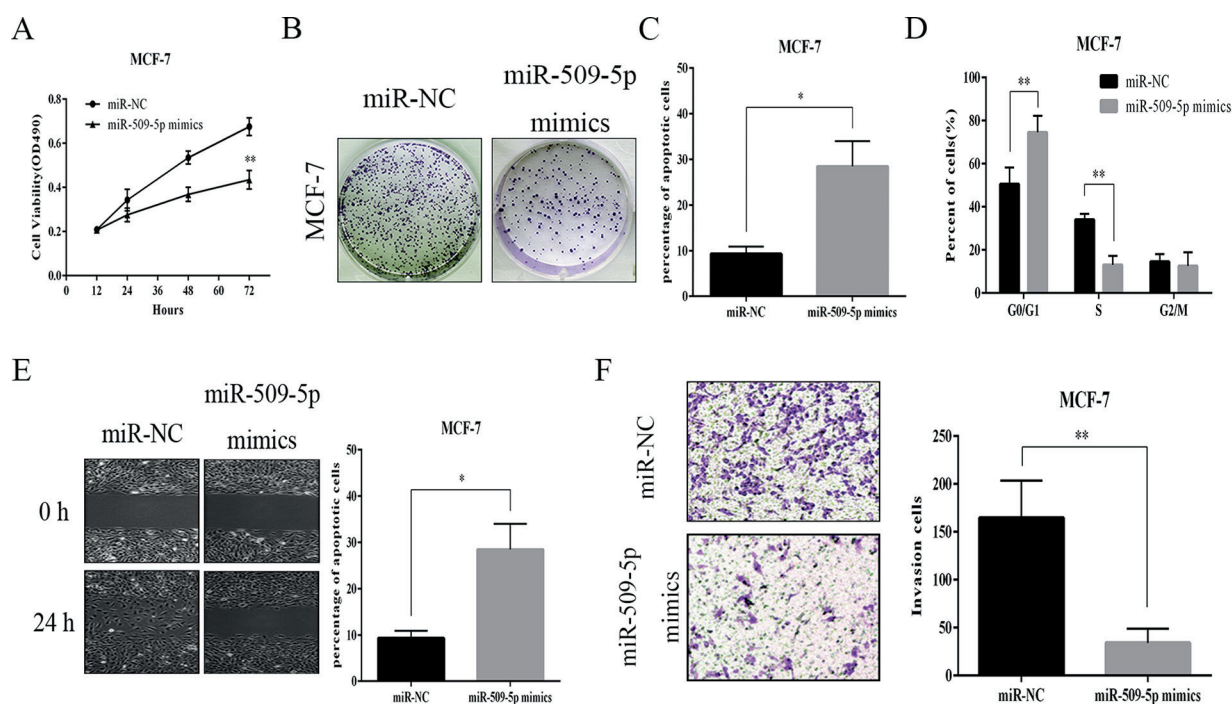 A
MCF-7
miR-NC
miR-509-5p mimics
Cell Viability(OD490)
0.8
0.6
0.4
0.2
0.0
**
0 12 24 36 48 60 72
Hours
B
miR-NC
miR-509-5p
mimics
MCF-7
C
MCF-7
percentage of apoptotic cells
50
40
30
20
10
0
*
miR-NC miR-509-5p mimics
D
MCF-7
miR-NC
miR-509-5p mimics
Percent of cells(%)
100
80
60
40
20
0
**
**
G0/G1 S G2/M
E
miR-509-5p
miR-NC mimics
0 h
24 h
MCF-7
percentage of apoptotic cells
50
40
30
20
10
0
*
miR-NC miR-509-5p mimics
F
miR-NC
miR-509-5p
mimics
MCF-7
Invasion cells
250
200
150
100
50
0
**
miR-NC miR-509-5p mimics